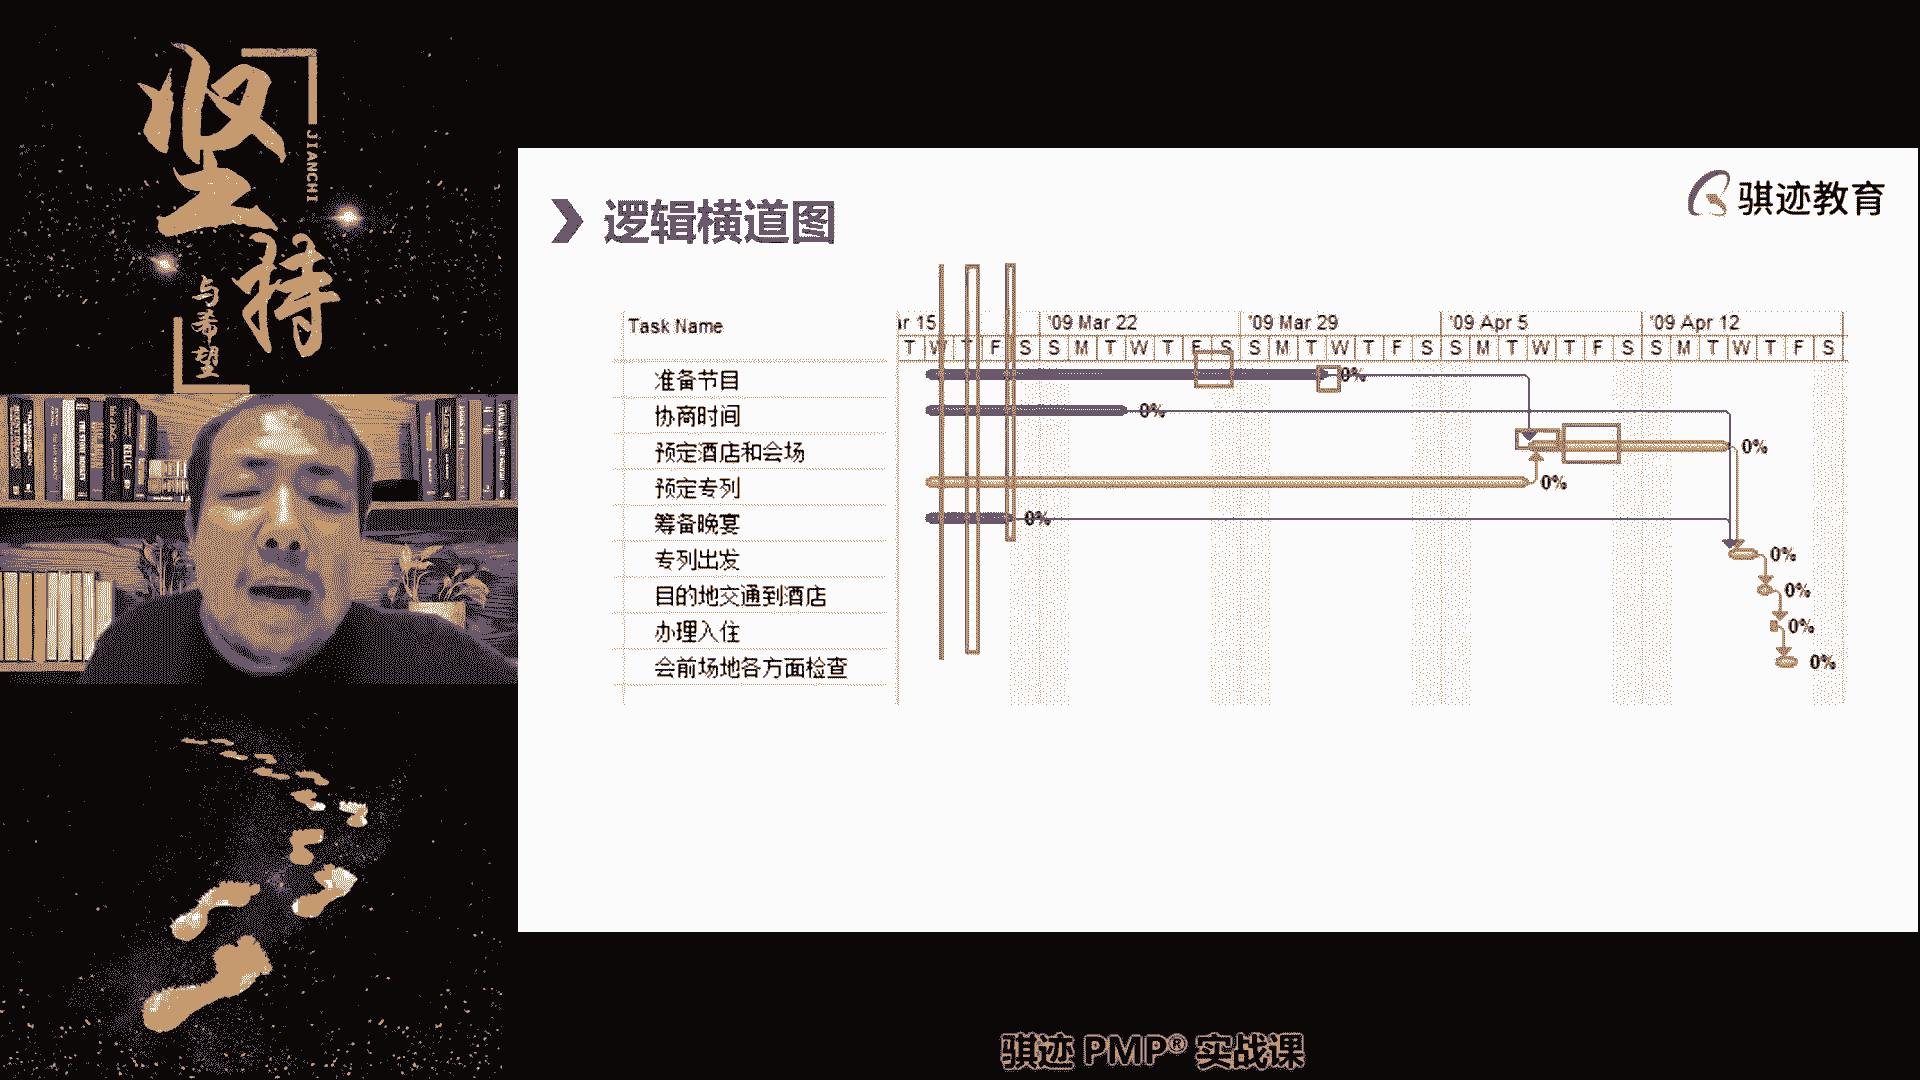 坚持
JIANCHI
与希望
逻辑横道图
骐迹教育
Task Name
ar 15
'09 Mar 22
'09 Mar 29
'09 Apr 5
'09 Apr 12
T W T F S S M T W T F S S M T W T F S S M T W T F S S M T W T F S
准备节目
0%
协商时间
0%
预定酒店和会场
0%
预定专列
0%
筹备晚宴
0%
专列出发
0%
目的地交通到酒店
0%
办理入住
0%
会前场地各方面检查
0%
骐迹 PMP® 实战课